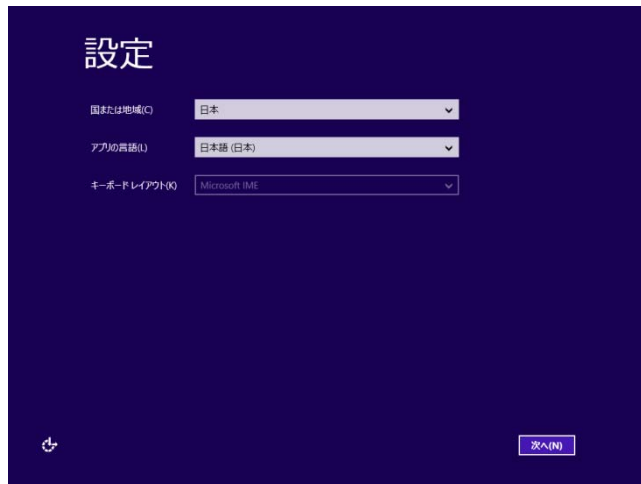 設定
国または地域(C)
日本
アプリの言語(L)
日本語 (日本)
キーボード レイアウト(K)
Microsoft IME
次へ(N)